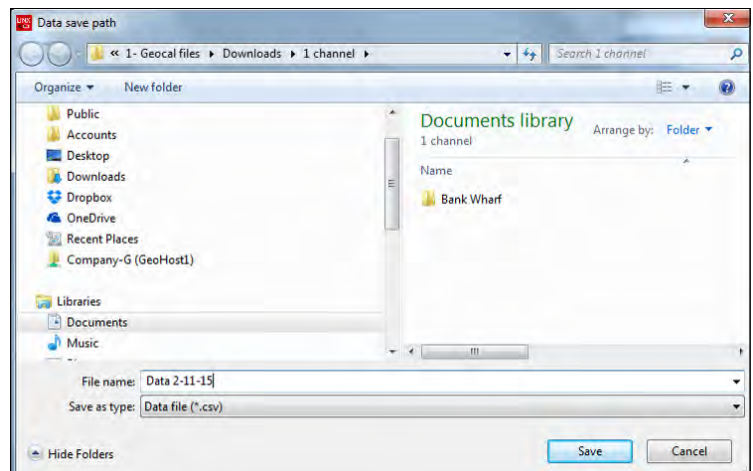 Data save path
« 1- Geocal files ▸ Downloads ▸ 1 channel ▸
Search 1 channel
Organize ▾ New folder
Public
Accounts
Desktop
Downloads
Dropbox
OneDrive
Recent Places
Company-G (GeoHost1)
Libraries
Documents
Music
Documents library
1 channel
Arrange by: Folder ▾
Name
Bank Wharf
File name: Data 2-11-15
Save as type: Data file (*.csv)
Hide Folders
Save Cancel